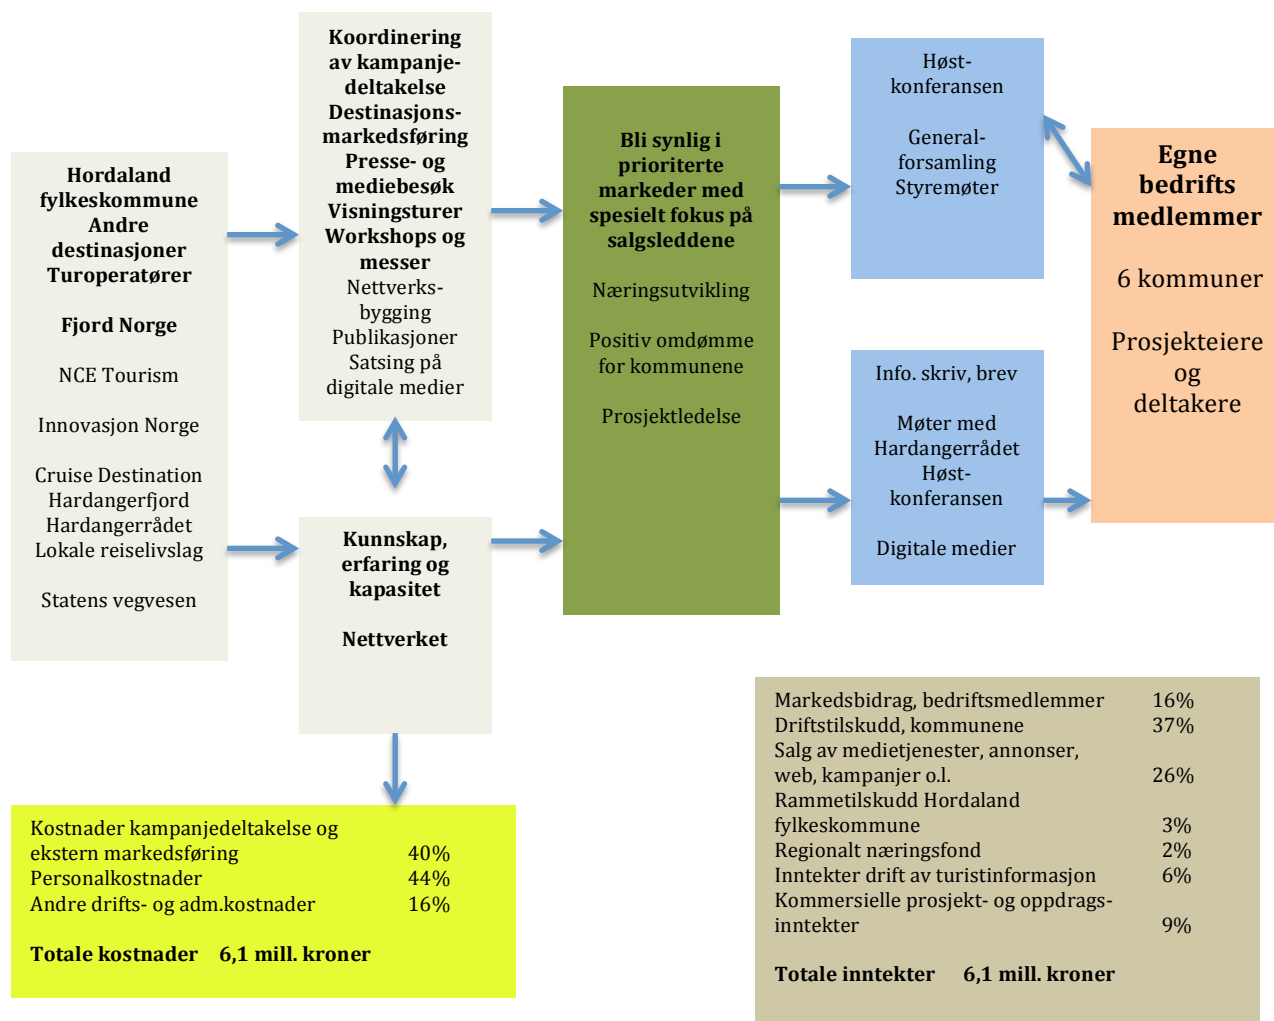 Hordaland
fylkeskommune
Andre
destinasjoner
Turoperatører
Fjord Norge
NCE Tourism
Innovasjon Norge
Cruise Destination
Hardangerfjord
Hardangerrådet
Lokale reiselivslag
Statens vegvesen
Koordinering
av kampanje-
deltakelse
Destinasjons-
markedsføring
Presse- og
mediebesøk
Visningsturer
Workshops og
messer
Nettverks-
bygging
Publikasjoner
Satsing på
digitale medier
Kunnskap,
erfaring og
kapasitet
Nettverket
Bli synlig i
prioriterte
markeder med
spesielt fokus på
salgsleddene
Næringsutvikling
Positiv omdømme
for kommunene
Prosjektledelse
Høst-
konferansen
General-
forsamling
Styremøter
Info. skriv, brev
Møter med
Hardangerrådet
Høst-
konferansen
Digitale medier
Egne
bedrifts
medlemmer
6 kommuner
Prosjekteiere
og
deltakere
Kostnader kampanjedeltakelse og
ekstern markedsføring 40%
Personalkostnader 44%
Andre drifts- og adm.kostnader 16%
Totale kostnader 6,1 mill. kroner
Markedsbidrag, bedriftsmedlemmer 16%
Driftstilskudd, kommunene 37%
Salg av medietjenester, annonser,
web, kampanjer o.l. 26%
Rammetilskudd Hordaland
fylkeskommune 3%
Regionalt næringsfond 2%
Inntekter drift av turistinformasjon 6%
Kommersielle prosjekt- og oppdrags-
inntekter 9%
Totale inntekter 6,1 mill. kroner